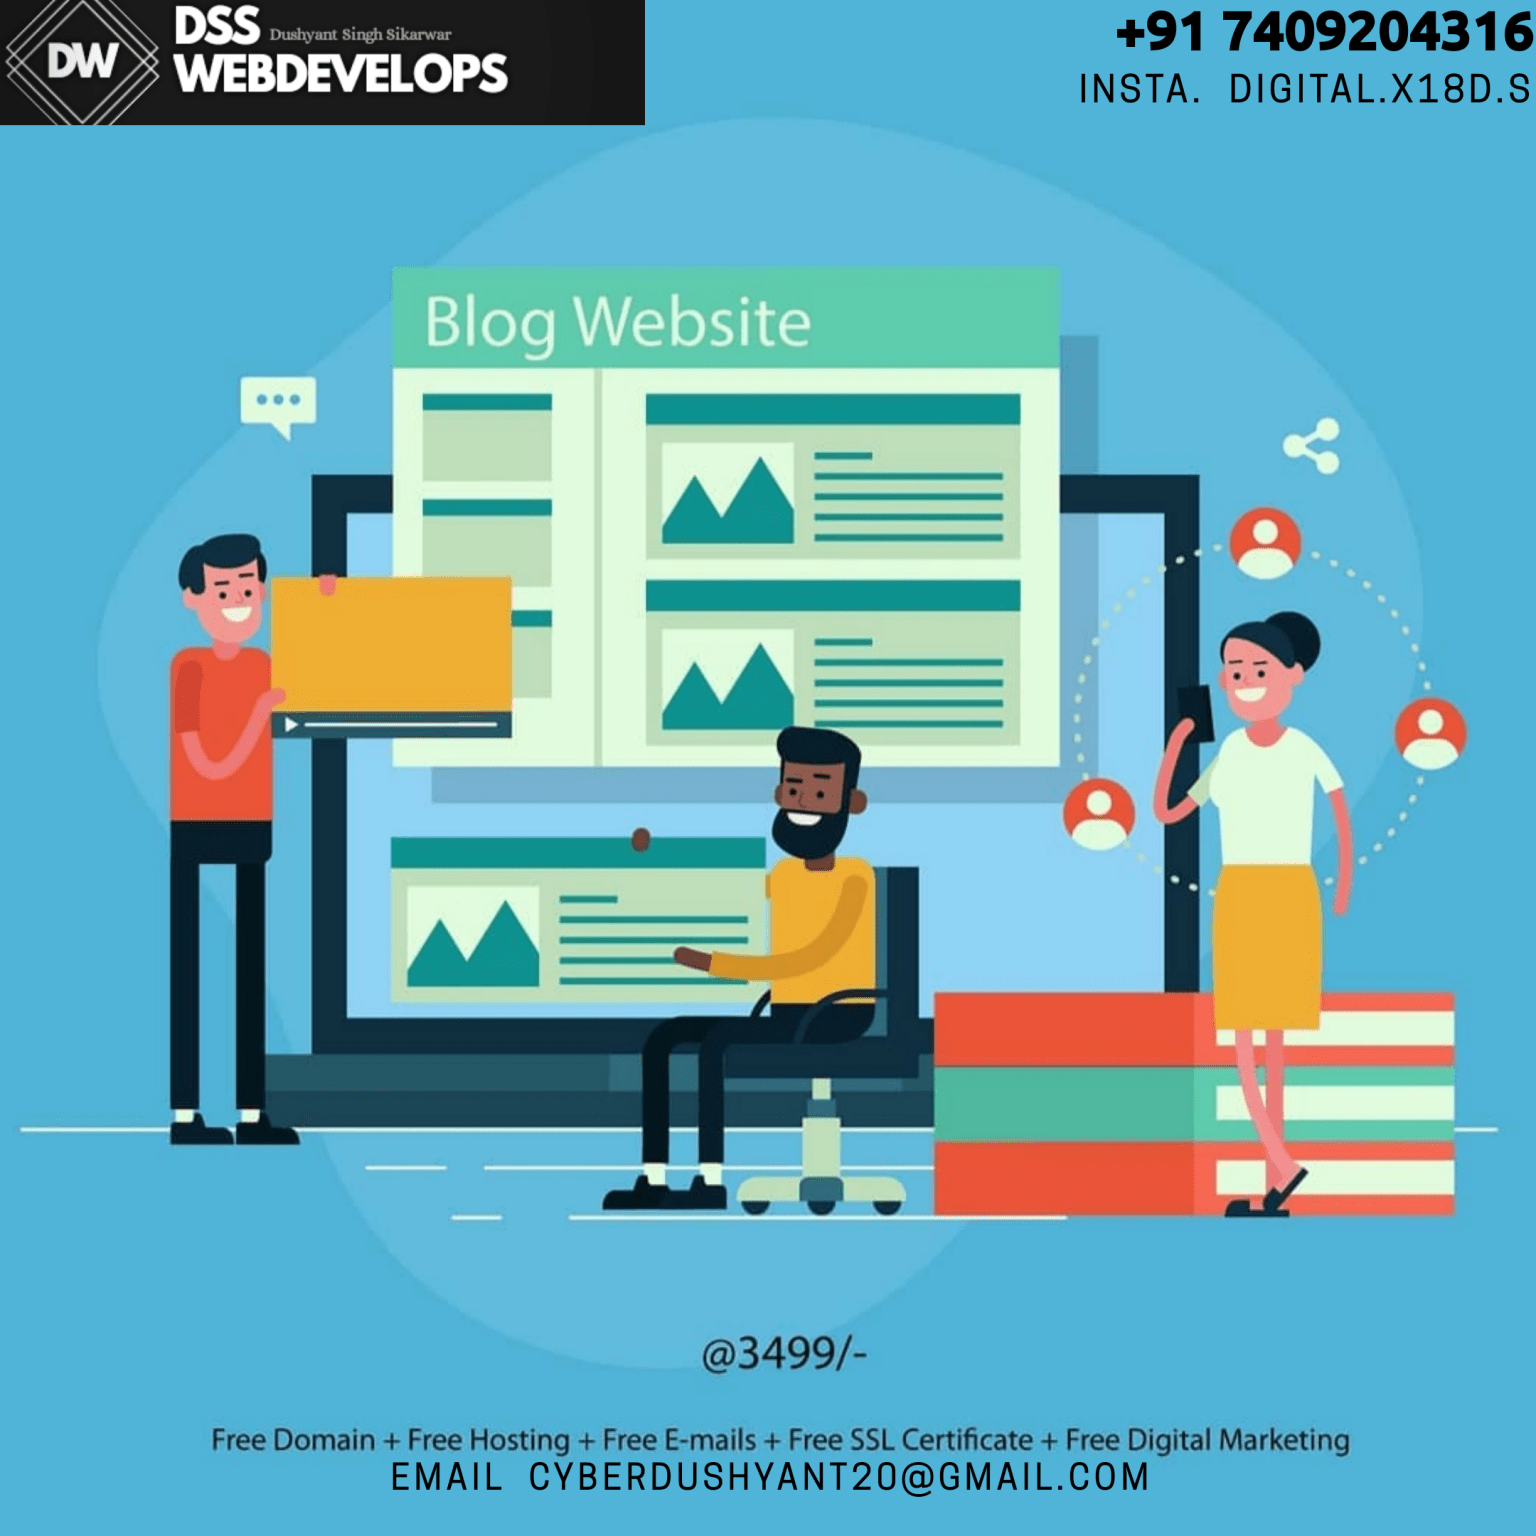 DW
DSS Dushyant Singh Sikarwar
WEBDEVELOPS
+91 7409204316
INSTA. DIGITAL.X18D.S
Blog Website
@3499/-
Free Domain + Free Hosting + Free E-mails + Free SSL Certificate + Free Digital Marketing
EMAIL CYBERDUSHYANT20@GMAIL.COM